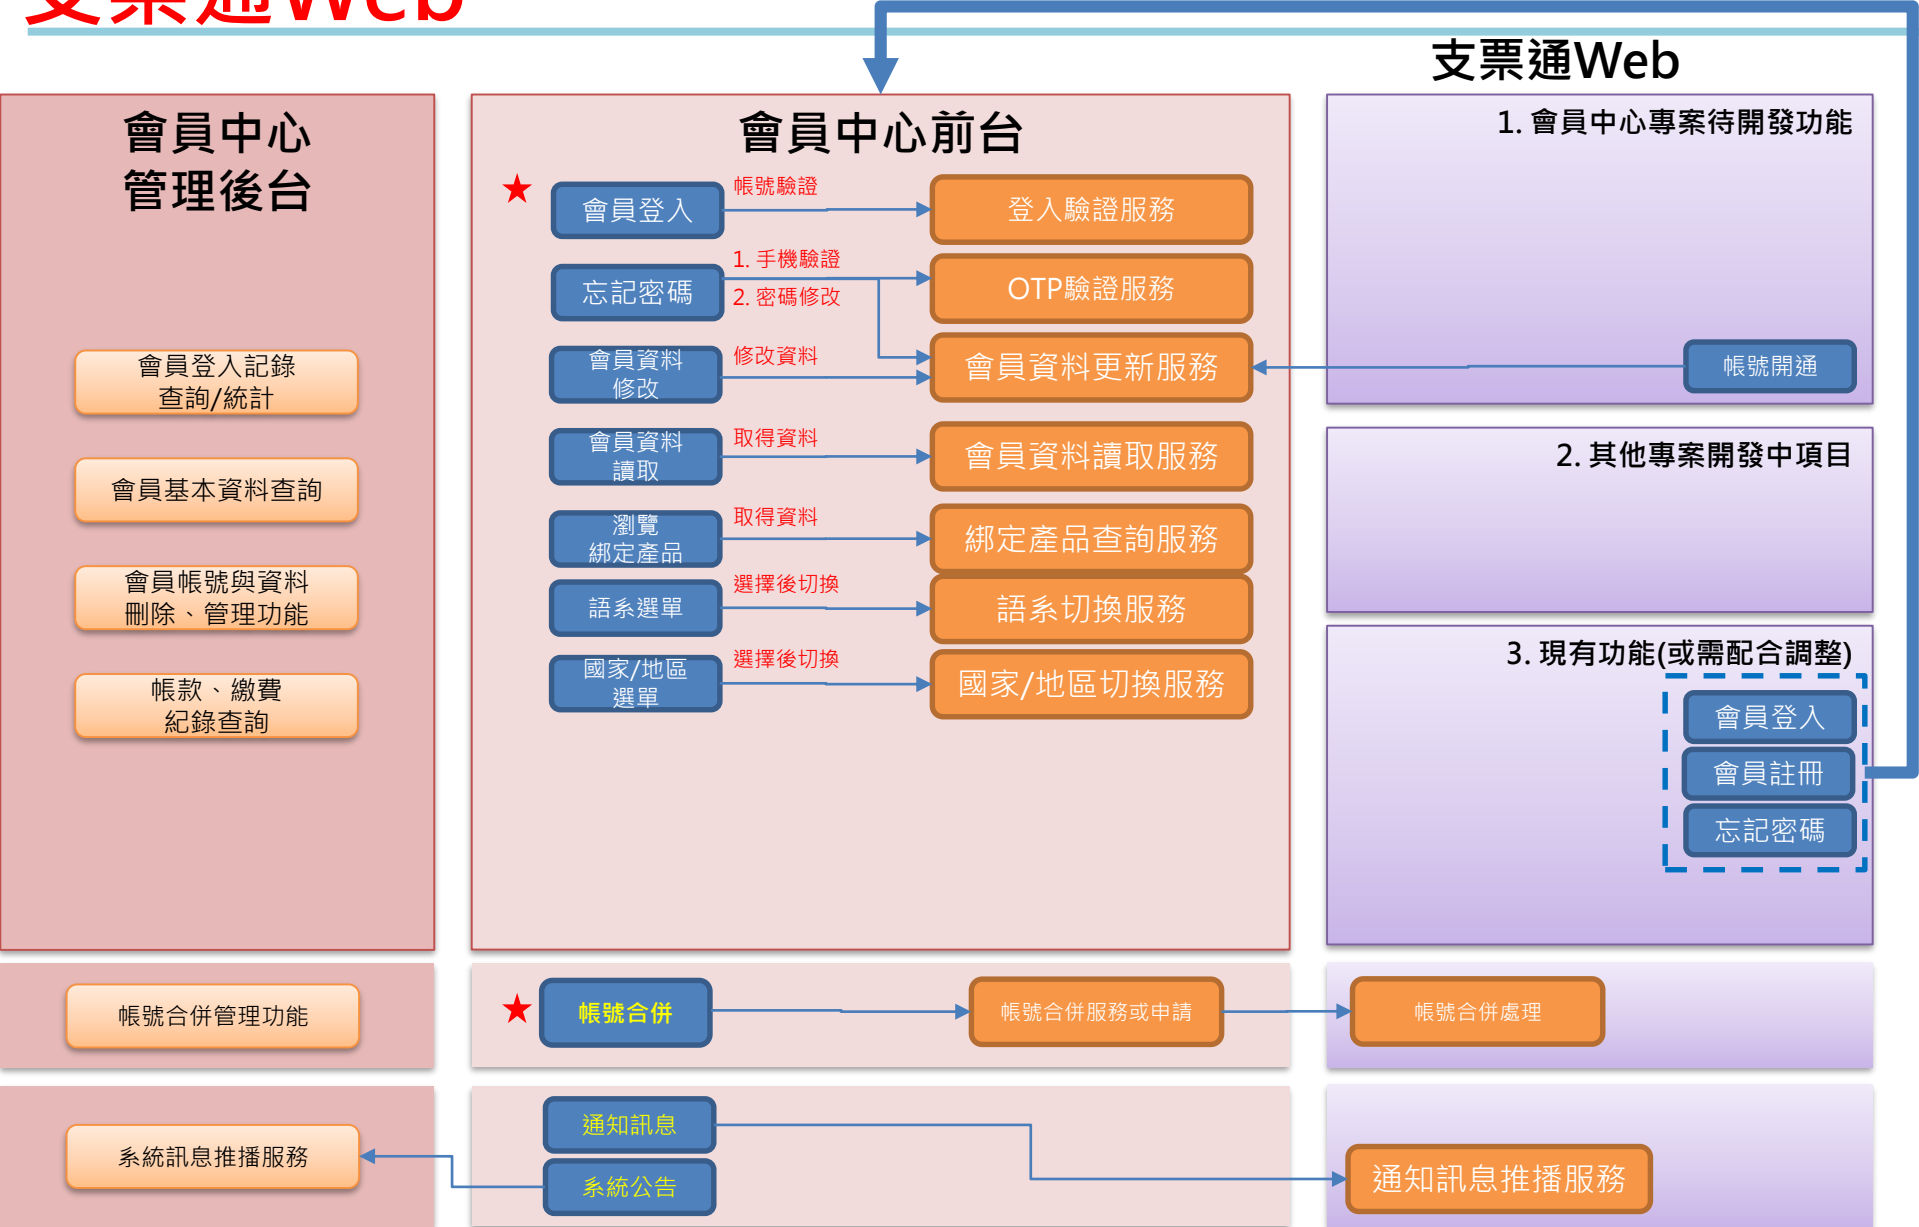 支票通Web
支票通Web
會員中心
管理後台
會員登入記錄
查詢/統計
會員基本資料查詢
會員帳號與資料
刪除、管理功能
帳款、繳費
紀錄查詢
會員中心前台
會員登入
帳號驗證
登入驗證服務
忘記密碼
1. 手機驗證
2. 密碼修改
OTP驗證服務
會員資料
修改
修改資料
會員資料更新服務
會員資料
讀取
取得資料
會員資料讀取服務
瀏覽
綁定產品
取得資料
綁定產品查詢服務
語系選單
選擇後切換
語系切換服務
國家/地區
選單
選擇後切換
國家/地區切換服務
1. 會員中心專案待開發功能
帳號開通
2. 其他專案開發中項目
3. 現有功能(或需配合調整)
會員登入
會員註冊
忘記密碼
帳號合併管理功能
帳號合併
帳號合併服務或申請
帳號合併處理
系統訊息推播服務
通知訊息
系統公告
通知訊息推播服務